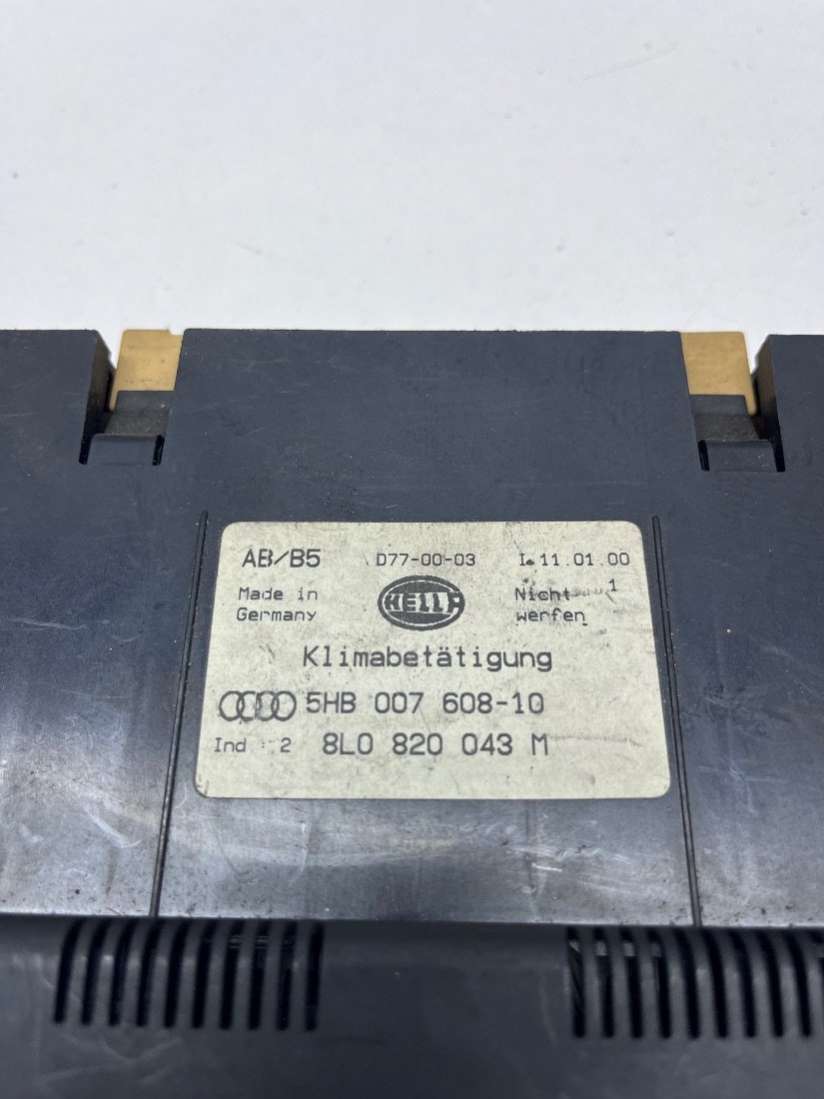 AB/B5 D77-00-03 I. 11.01.00
Made in Germany
HELLA
Nicht 1
werfen
Klimabetätigung
5HB 007 608-10
Ind : 2 8L0 820 043 M